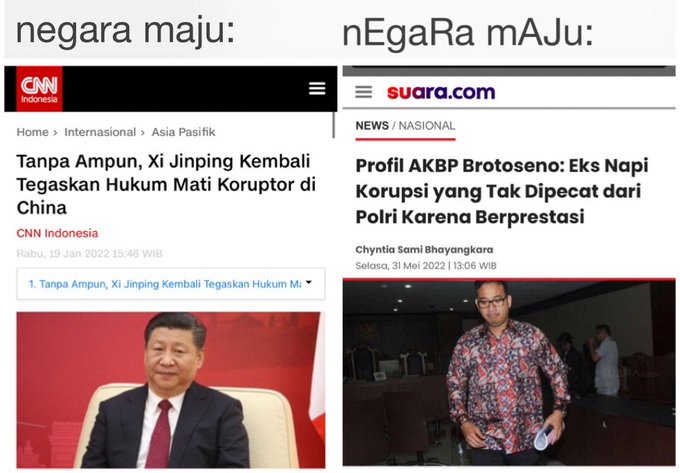 negara maju:
CNN
Indonesia
Home > Internasional > Asia Pasifik
Tanpa Ampun, Xi Jinping Kembali
Tegaskan Hukum Mati Koruptor di
China
CNN Indonesia
Rabu, 19 Jan 2022 15:46 WIB
1. Tanpa Ampun, Xi Jinping Kembali Tegaskan Hukum Ma
nEgaRa mAJu:
suara.com
NEWS / NASIONAL
Profil AKBP Brotoseno: Eks Napi
Korupsi yang Tak Dipecat dari
Polri Karena Berprestasi
Chyntia Sami Bhayangkara
Selasa, 31 Mei 2022 | 13:06 WIB